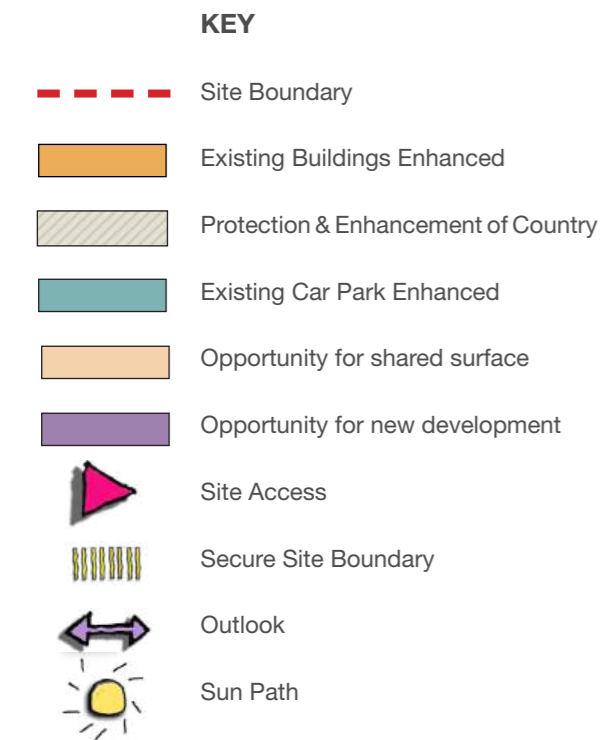 KEY
Site Boundary
Existing Buildings Enhanced
Protection & Enhancement of Country
Existing Car Park Enhanced
Opportunity for shared surface
Opportunity for new development
Site Access
Secure Site Boundary
Outlook
Sun Path